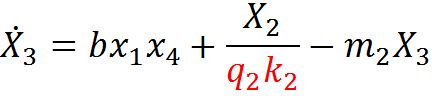 Ẋ₃ = bx₁x₄ + X₂/(q₂k₂) − m₂X₃